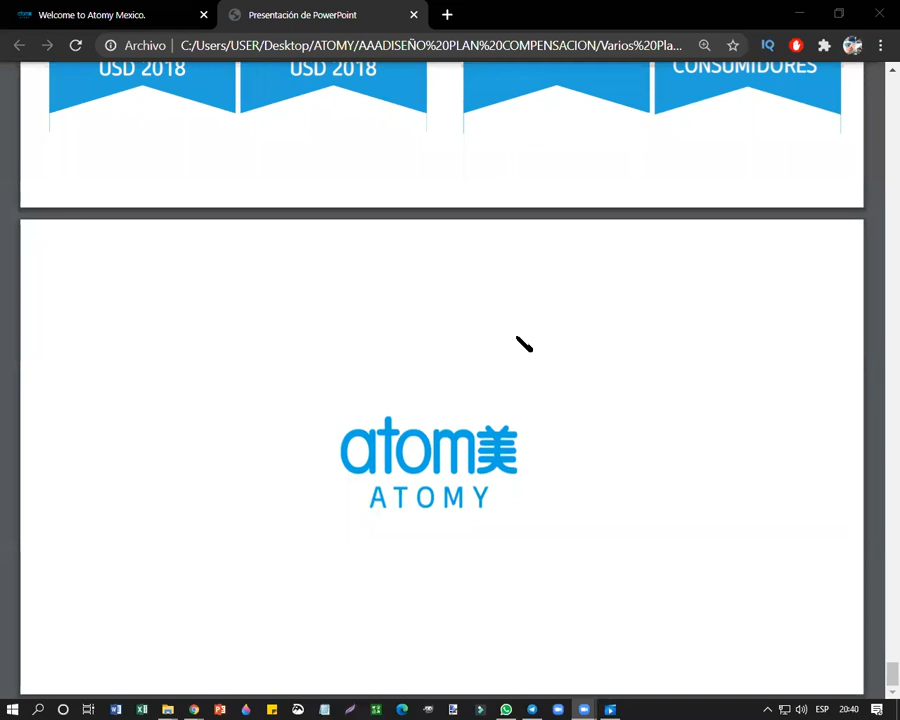 Welcome to Atomy Mexico.
Presentación de PowerPoint
Archivo
C:/Users/USER/Desktop/ATOMY/AAADISEÑO%20PLAN%20COMPENSACION/Varios%20Pla...
IQ
USD 2018
USD 2018
CONSUMIDORES
atom美
ATOMY
ESP
20:40